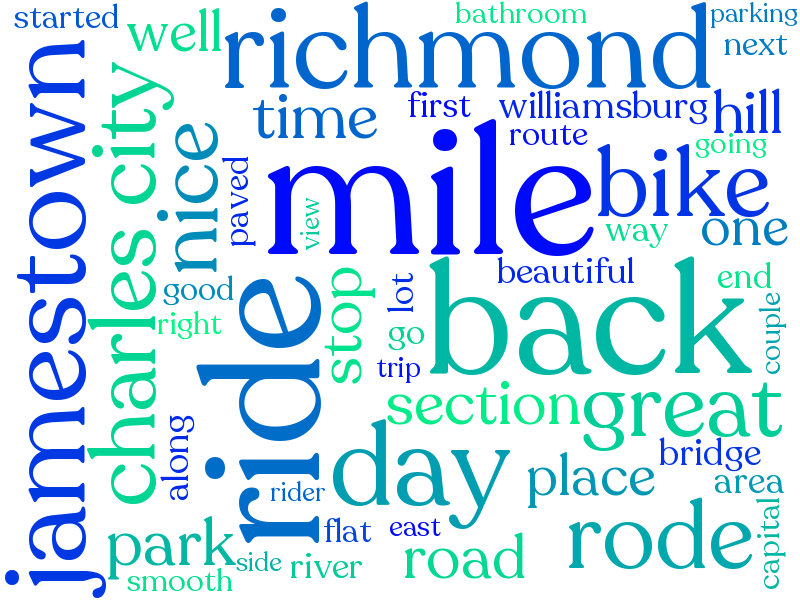 started
well
richmond
bathroom
parking
next
jamestown
charles city
nice
time
first
williamsburg
hill
route
going
paved
view
mile
bike
way
one
good
right
ride
stop
lot
go
trip
back
beautiful
end
couple
section
great
along
day
rider
place
bridge
area
park
smooth
side
river
flat
east
road
rode
capital